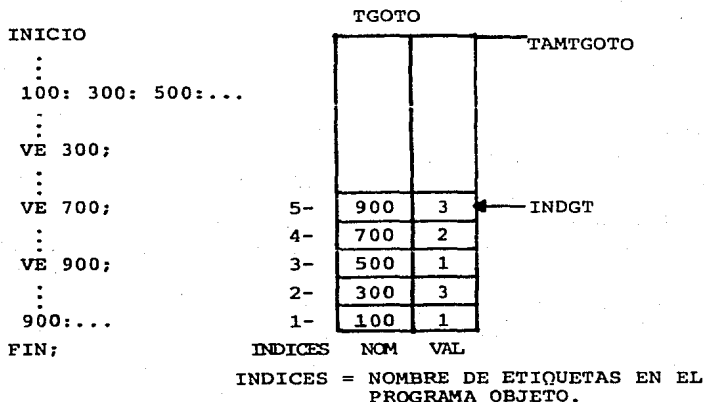 TGOTO
INICIO
TAMTGOTO
100: 300: 500:...
VE 300;
VE 700; 5- 900 3 INDGT
4- 700 2
VE 900; 3- 500 1
2- 300 3
900:... 1- 100 1
FIN; INDICES NOM VAL
INDICES = NOMBRE DE ETIQUETAS EN EL
PROGRAMA OBJETO.